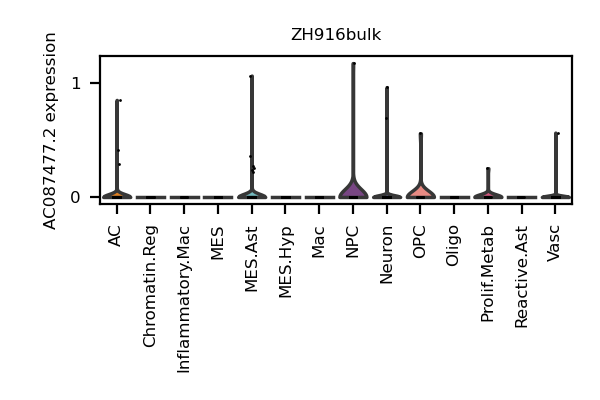 ZH916bulk
AC087477.2 expression
1
0
AC
Chromatin.Reg
Inflammatory.Mac
MES
MES.Ast
MES.Hyp
Mac
NPC
Neuron
OPC
Oligo
Prolif.Metab
Reactive.Ast
Vasc